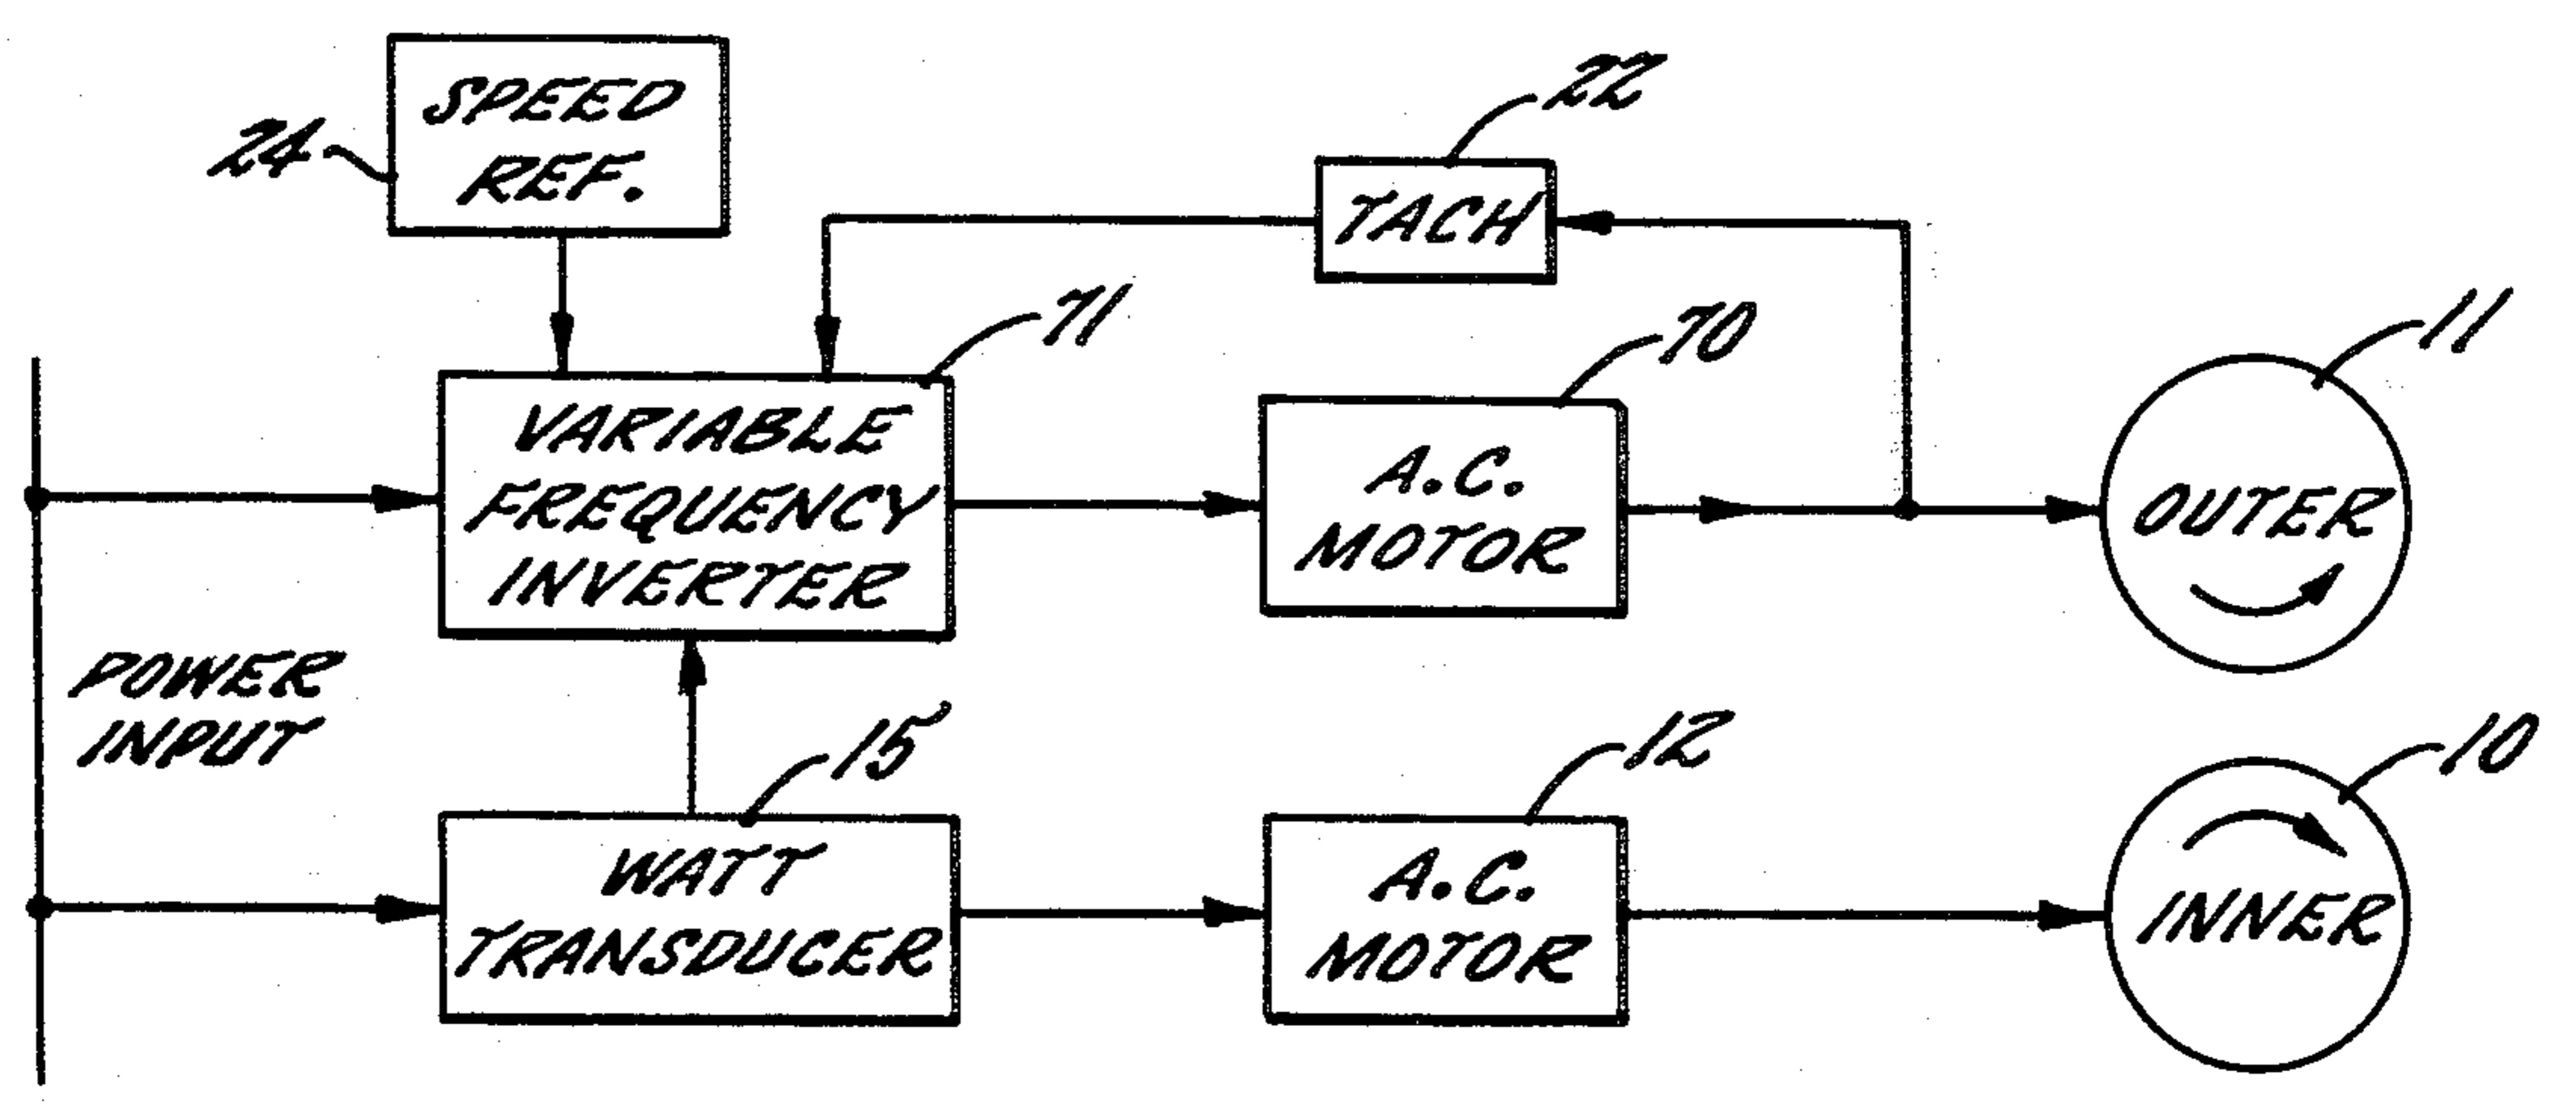 SPEED
REF.
24
22
TACH
71
70
11
VARIABLE
FREQUENCY
INVERTER
A.C.
MOTOR
OUTER
POWER
INPUT
15
12
10
WATT
TRANSDUCER
A.C.
MOTOR
INNER